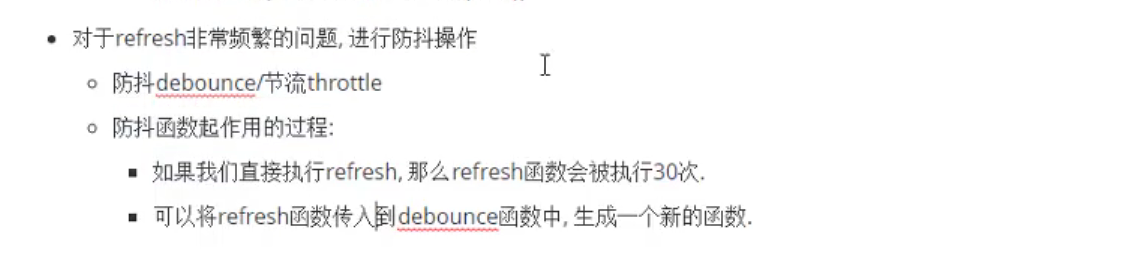 对于refresh非常频繁的问题, 进行防抖操作
防抖debounce/节流throttle
防抖函数起作用的过程:
如果我们直接执行refresh, 那么refresh函数会被执行30次.
可以将refresh函数传入到debounce函数中, 生成一个新的函数.